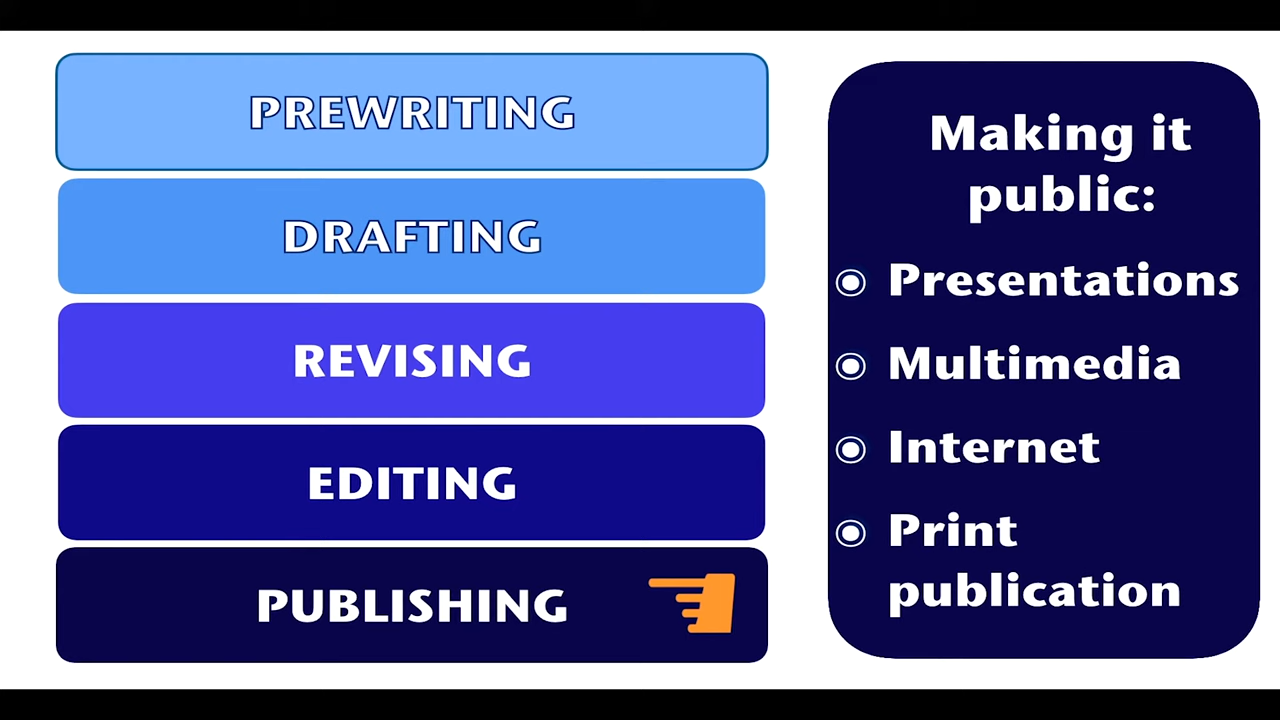 PREWRITING
DRAFTING
REVISING
EDITING
PUBLISHING
Making it
public:
Presentations
Multimedia
Internet
Print
publication